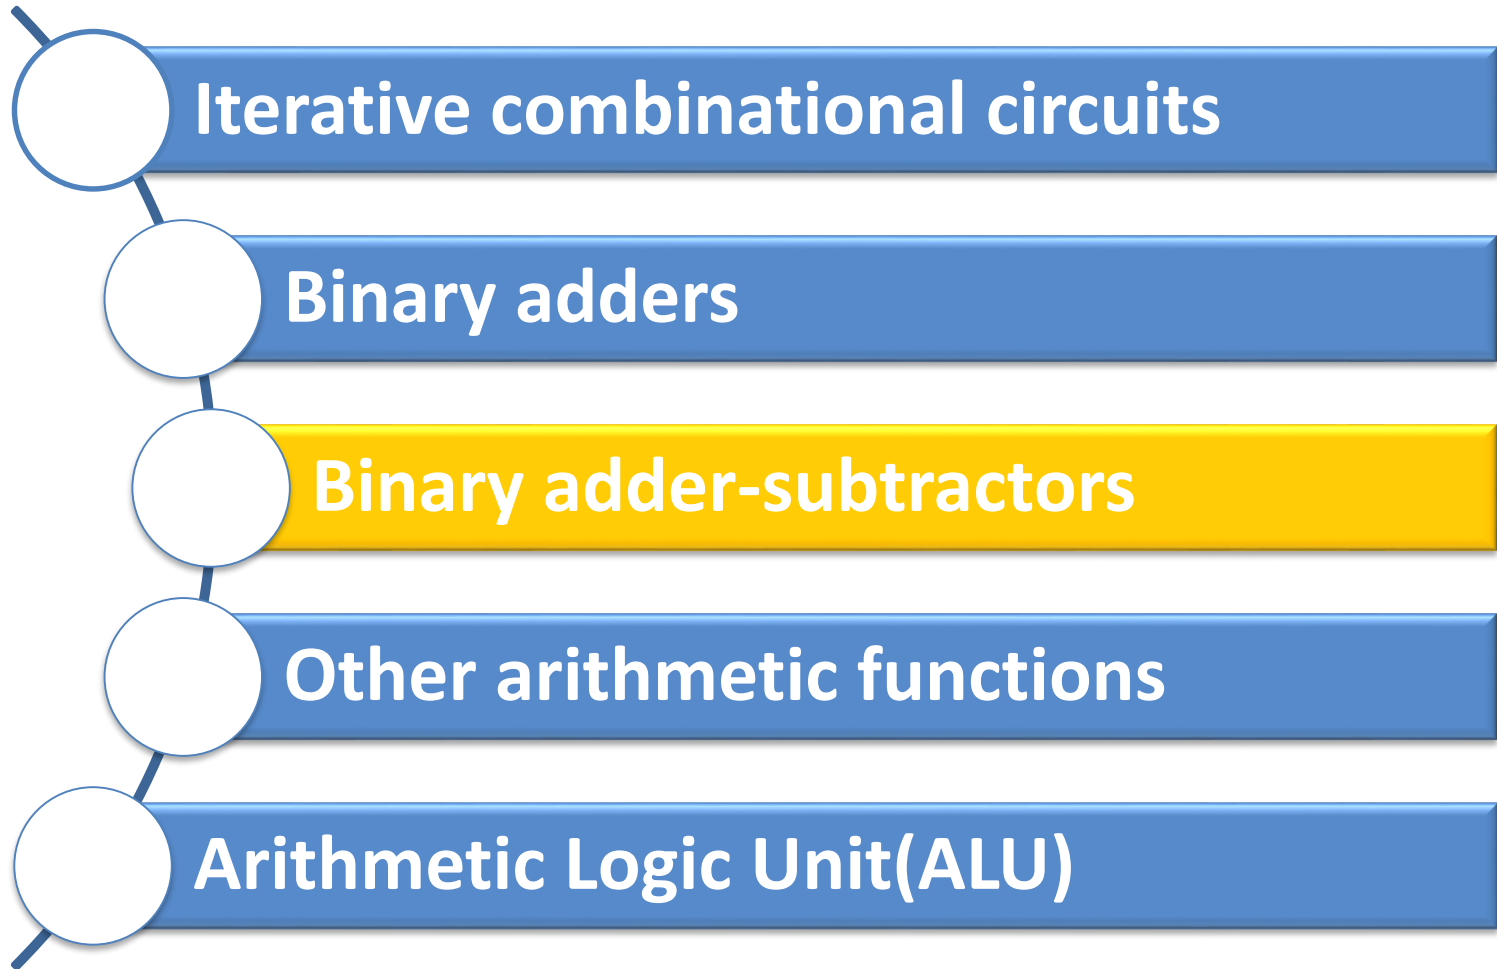 Iterative combinational circuits
Binary adders
Binary adder-subtractors
Other arithmetic functions
Arithmetic Logic Unit(ALU)